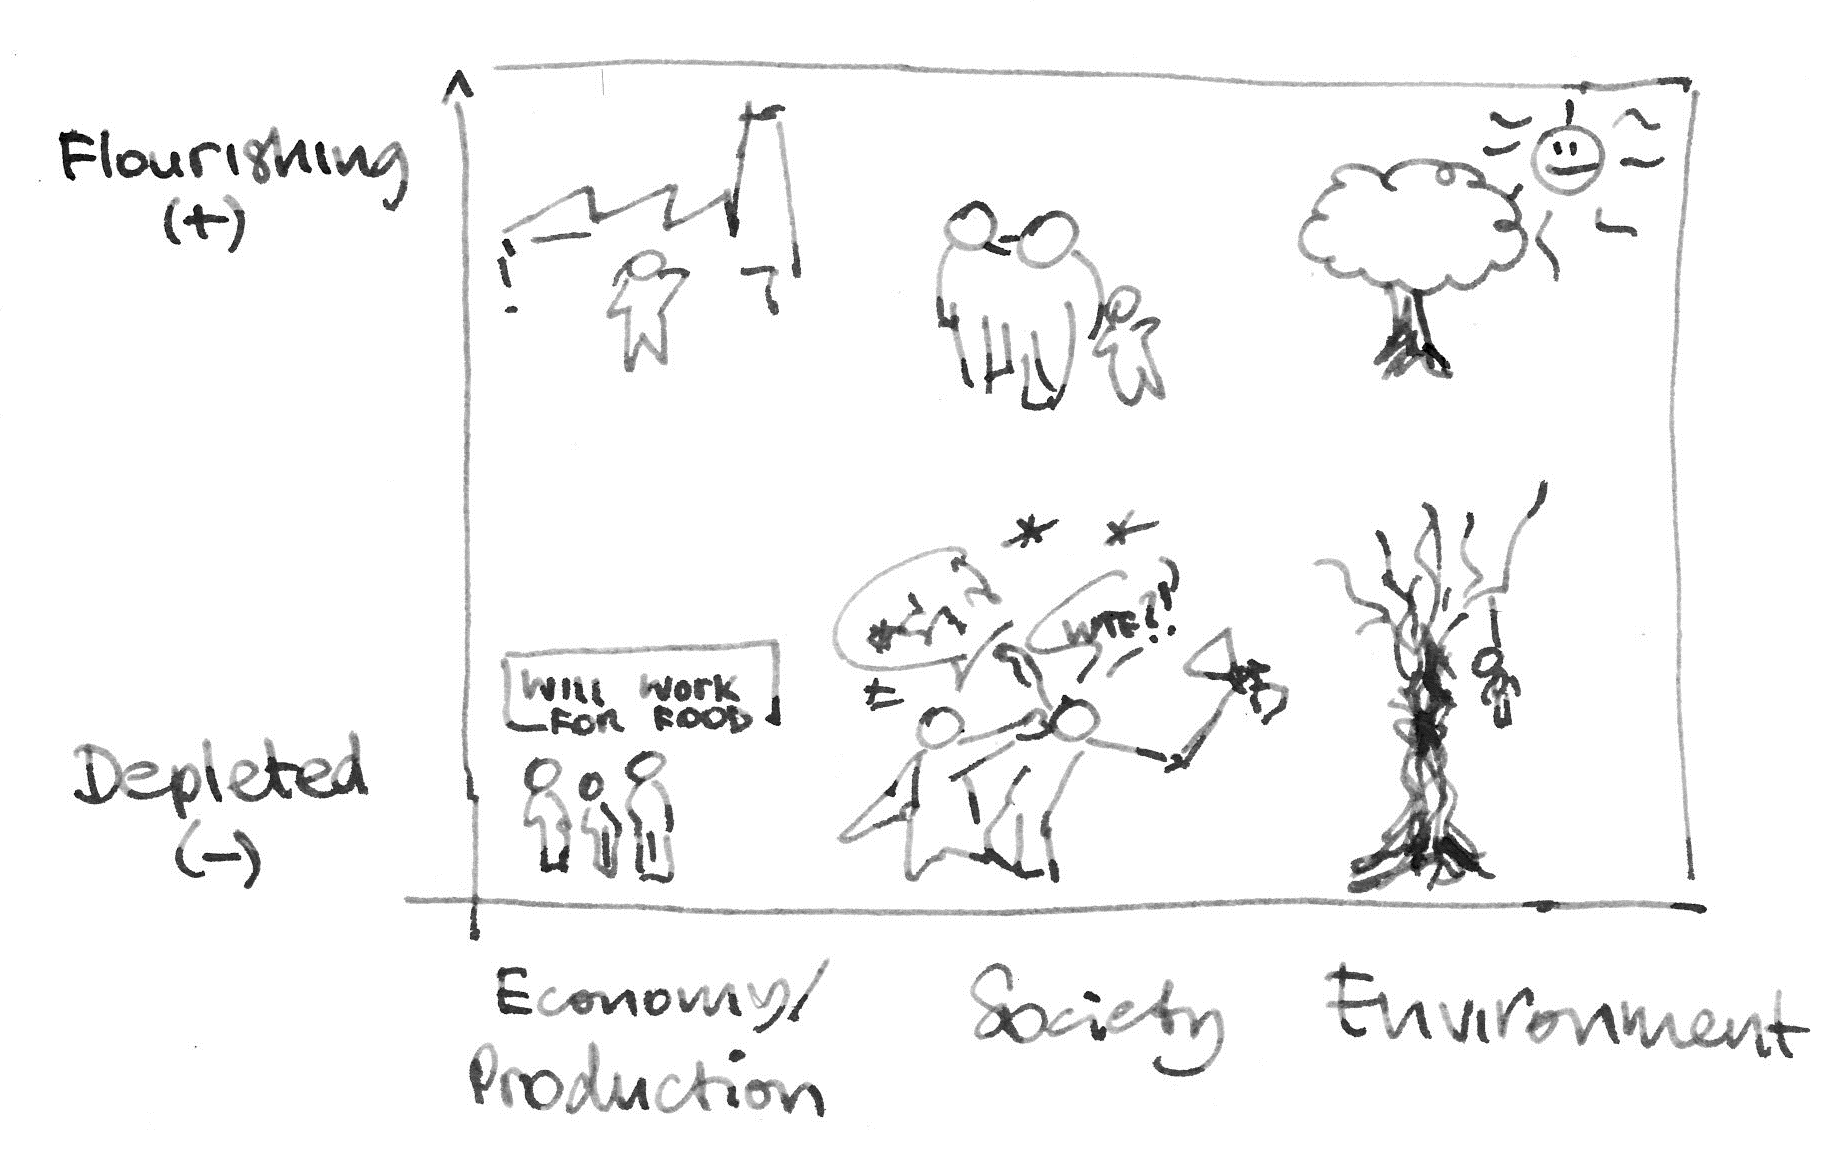 Flourishing
(+)
WILL WORK
FOR FOOD
WTF?!
Depleted
(-)
Economy/
Production
Society
Environment